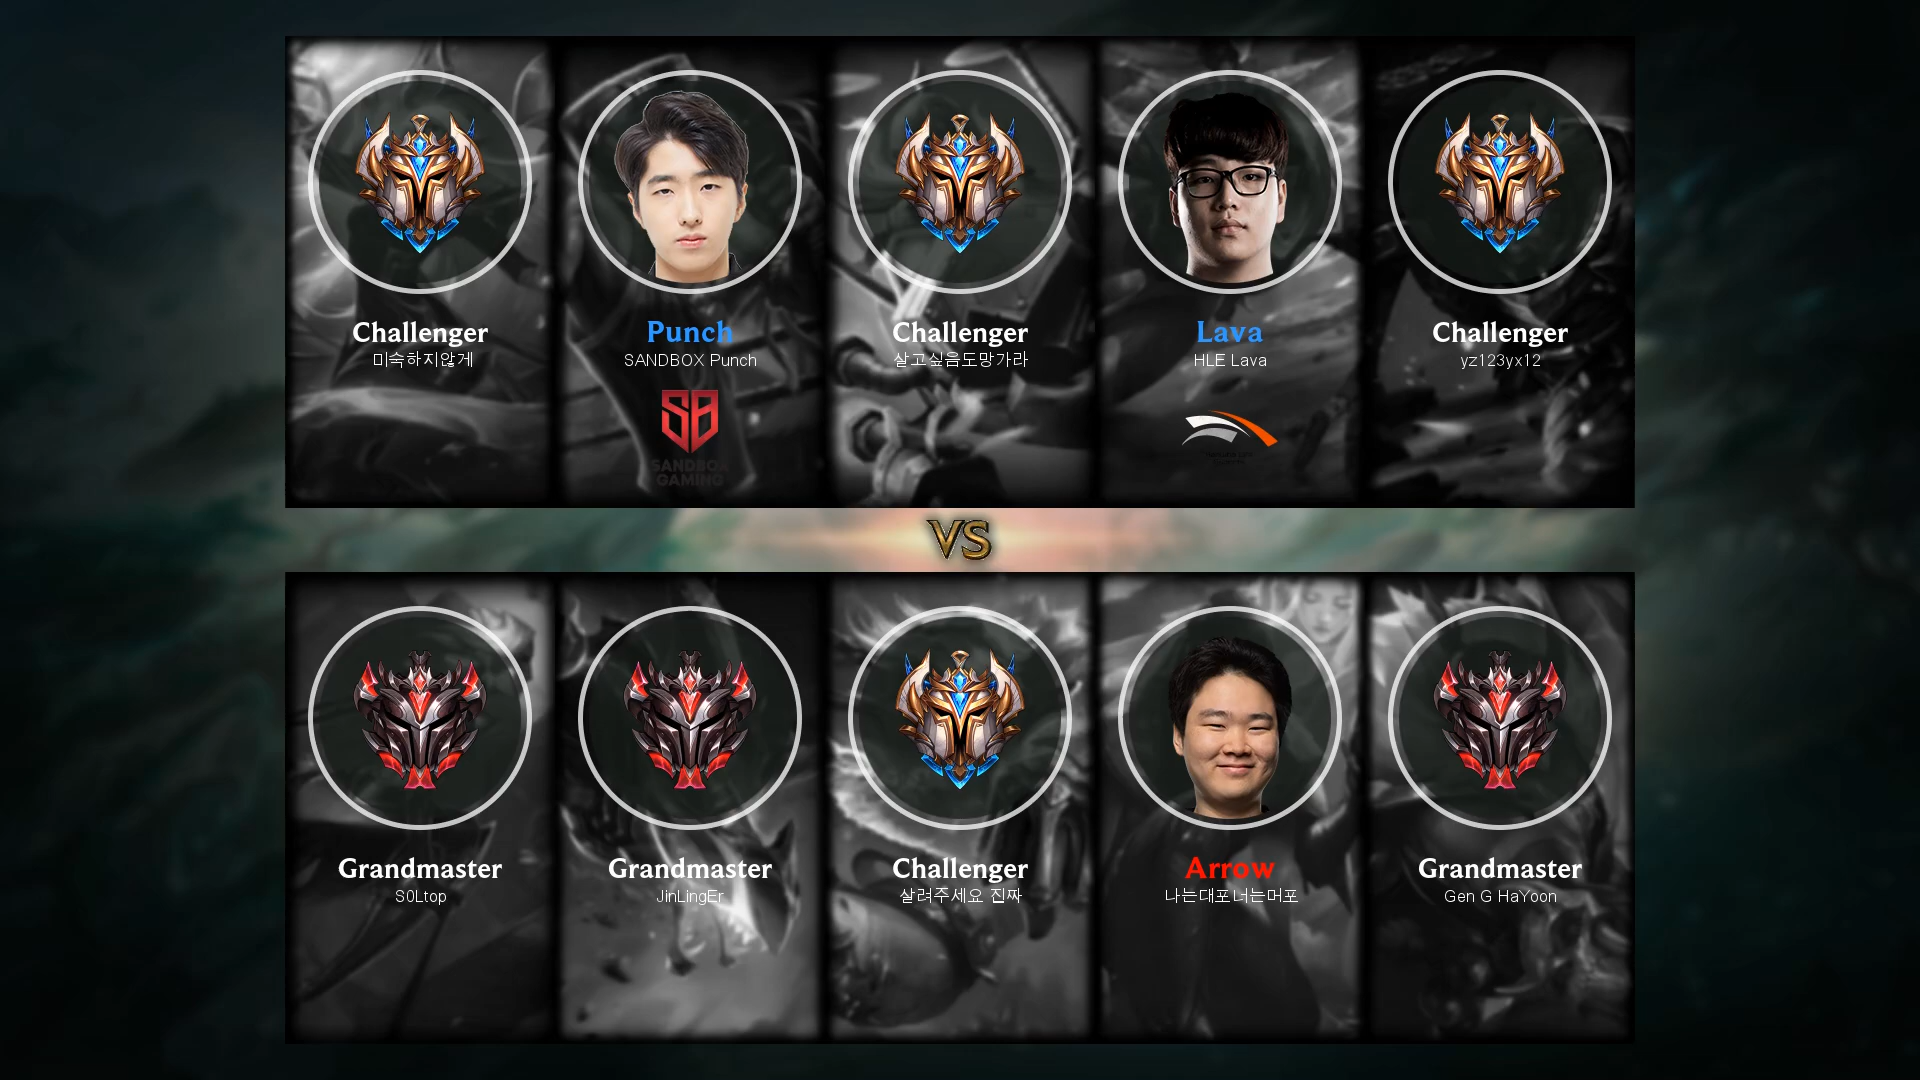 Challenger
미숙하지않게
Punch
SANDBOX Punch
SANDBOX
GAMING
Challenger
살고싶음도망가라
Lava
HLE Lava
Challenger
yz123yx12
VS
Grandmaster
S0Ltop
Grandmaster
JinLingEr
Challenger
살려주세요 진짜
Arrow
나는대포너는머포
Grandmaster
Gen G HaYoon